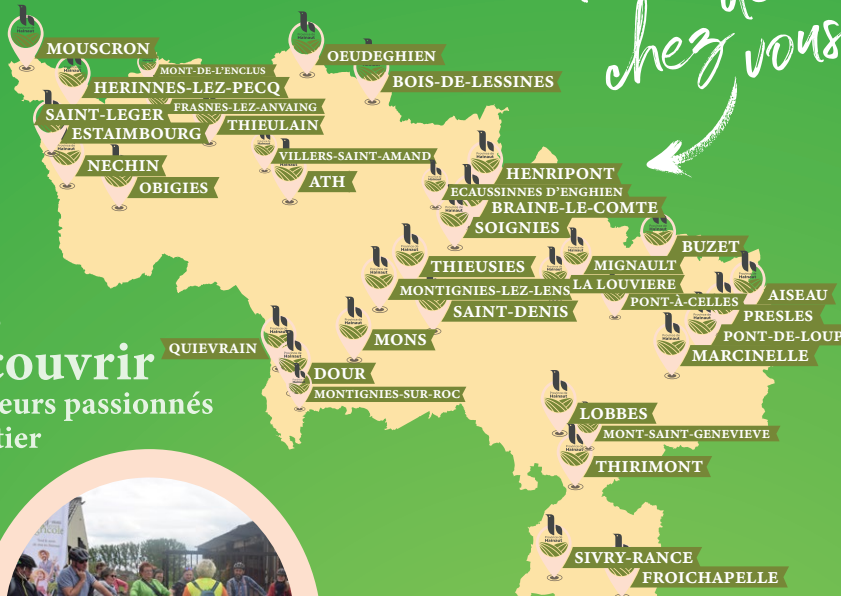 chez vous
MOUSCRON
OEUDEGHIEN
MONT-DE-L'ENCLUS
BOIS-DE-LESSINES
HERINNES-LEZ-PECQ
FRASNES-LEZ-ANVAING
SAINT-LEGER
THIEULAIN
ESTAIMBOURG
VILLERS-SAINT-AMAND
NECHIN
HENRIPONT
ATH
OBIGIES
ECAUSSINNES D'ENGHIEN
BRAINE-LE-COMTE
SOIGNIES
BUZET
THIEUSIES
MIGNAULT
MONTIGNIES-LEZ-LENS
LA LOUVIERE
AISEAU
PONT-À-CELLES
SAINT-DENIS
PRESLES
PONT-DE-LOUP
MONS
QUIEVRAIN
MARCINELLE
couvrir
DOUR
MONTIGNIES-SUR-ROC
eurs passionnés
LOBBES
tier
MONT-SAINT-GENEVIEVE
THIRIMONT
SIVRY-RANCE
FROICHAPELLE